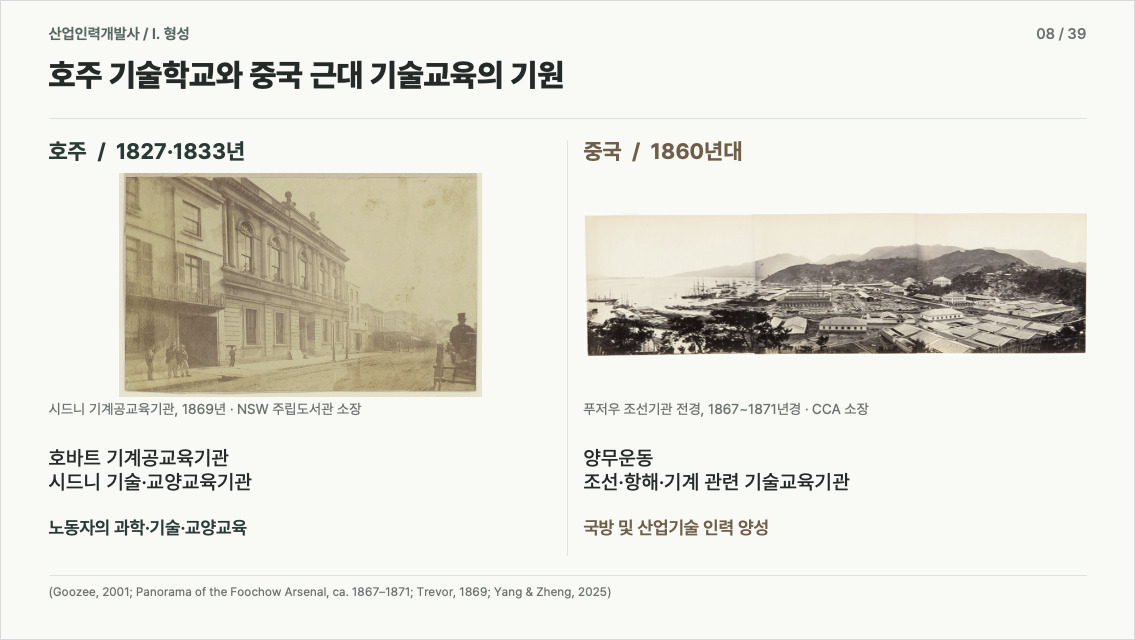 산업인력개발사 / I. 형성
08 / 39
호주 기술학교와 중국 근대 기술교육의 기원
호주 / 1827·1833년
시드니 기계공교육기관, 1869년 · NSW 주립도서관 소장
호바트 기계공교육기관
시드니 기술·교양교육기관
노동자의 과학·기술·교양교육
중국 / 1860년대
푸저우 조선기관 전경, 1867~1871년경 · CCA 소장
양무운동
조선·항해·기계 관련 기술교육기관
국방 및 산업기술 인력 양성
(Goozee, 2001; Panorama of the Foochow Arsenal, ca. 1867–1871; Trevor, 1869; Yang & Zheng, 2025)